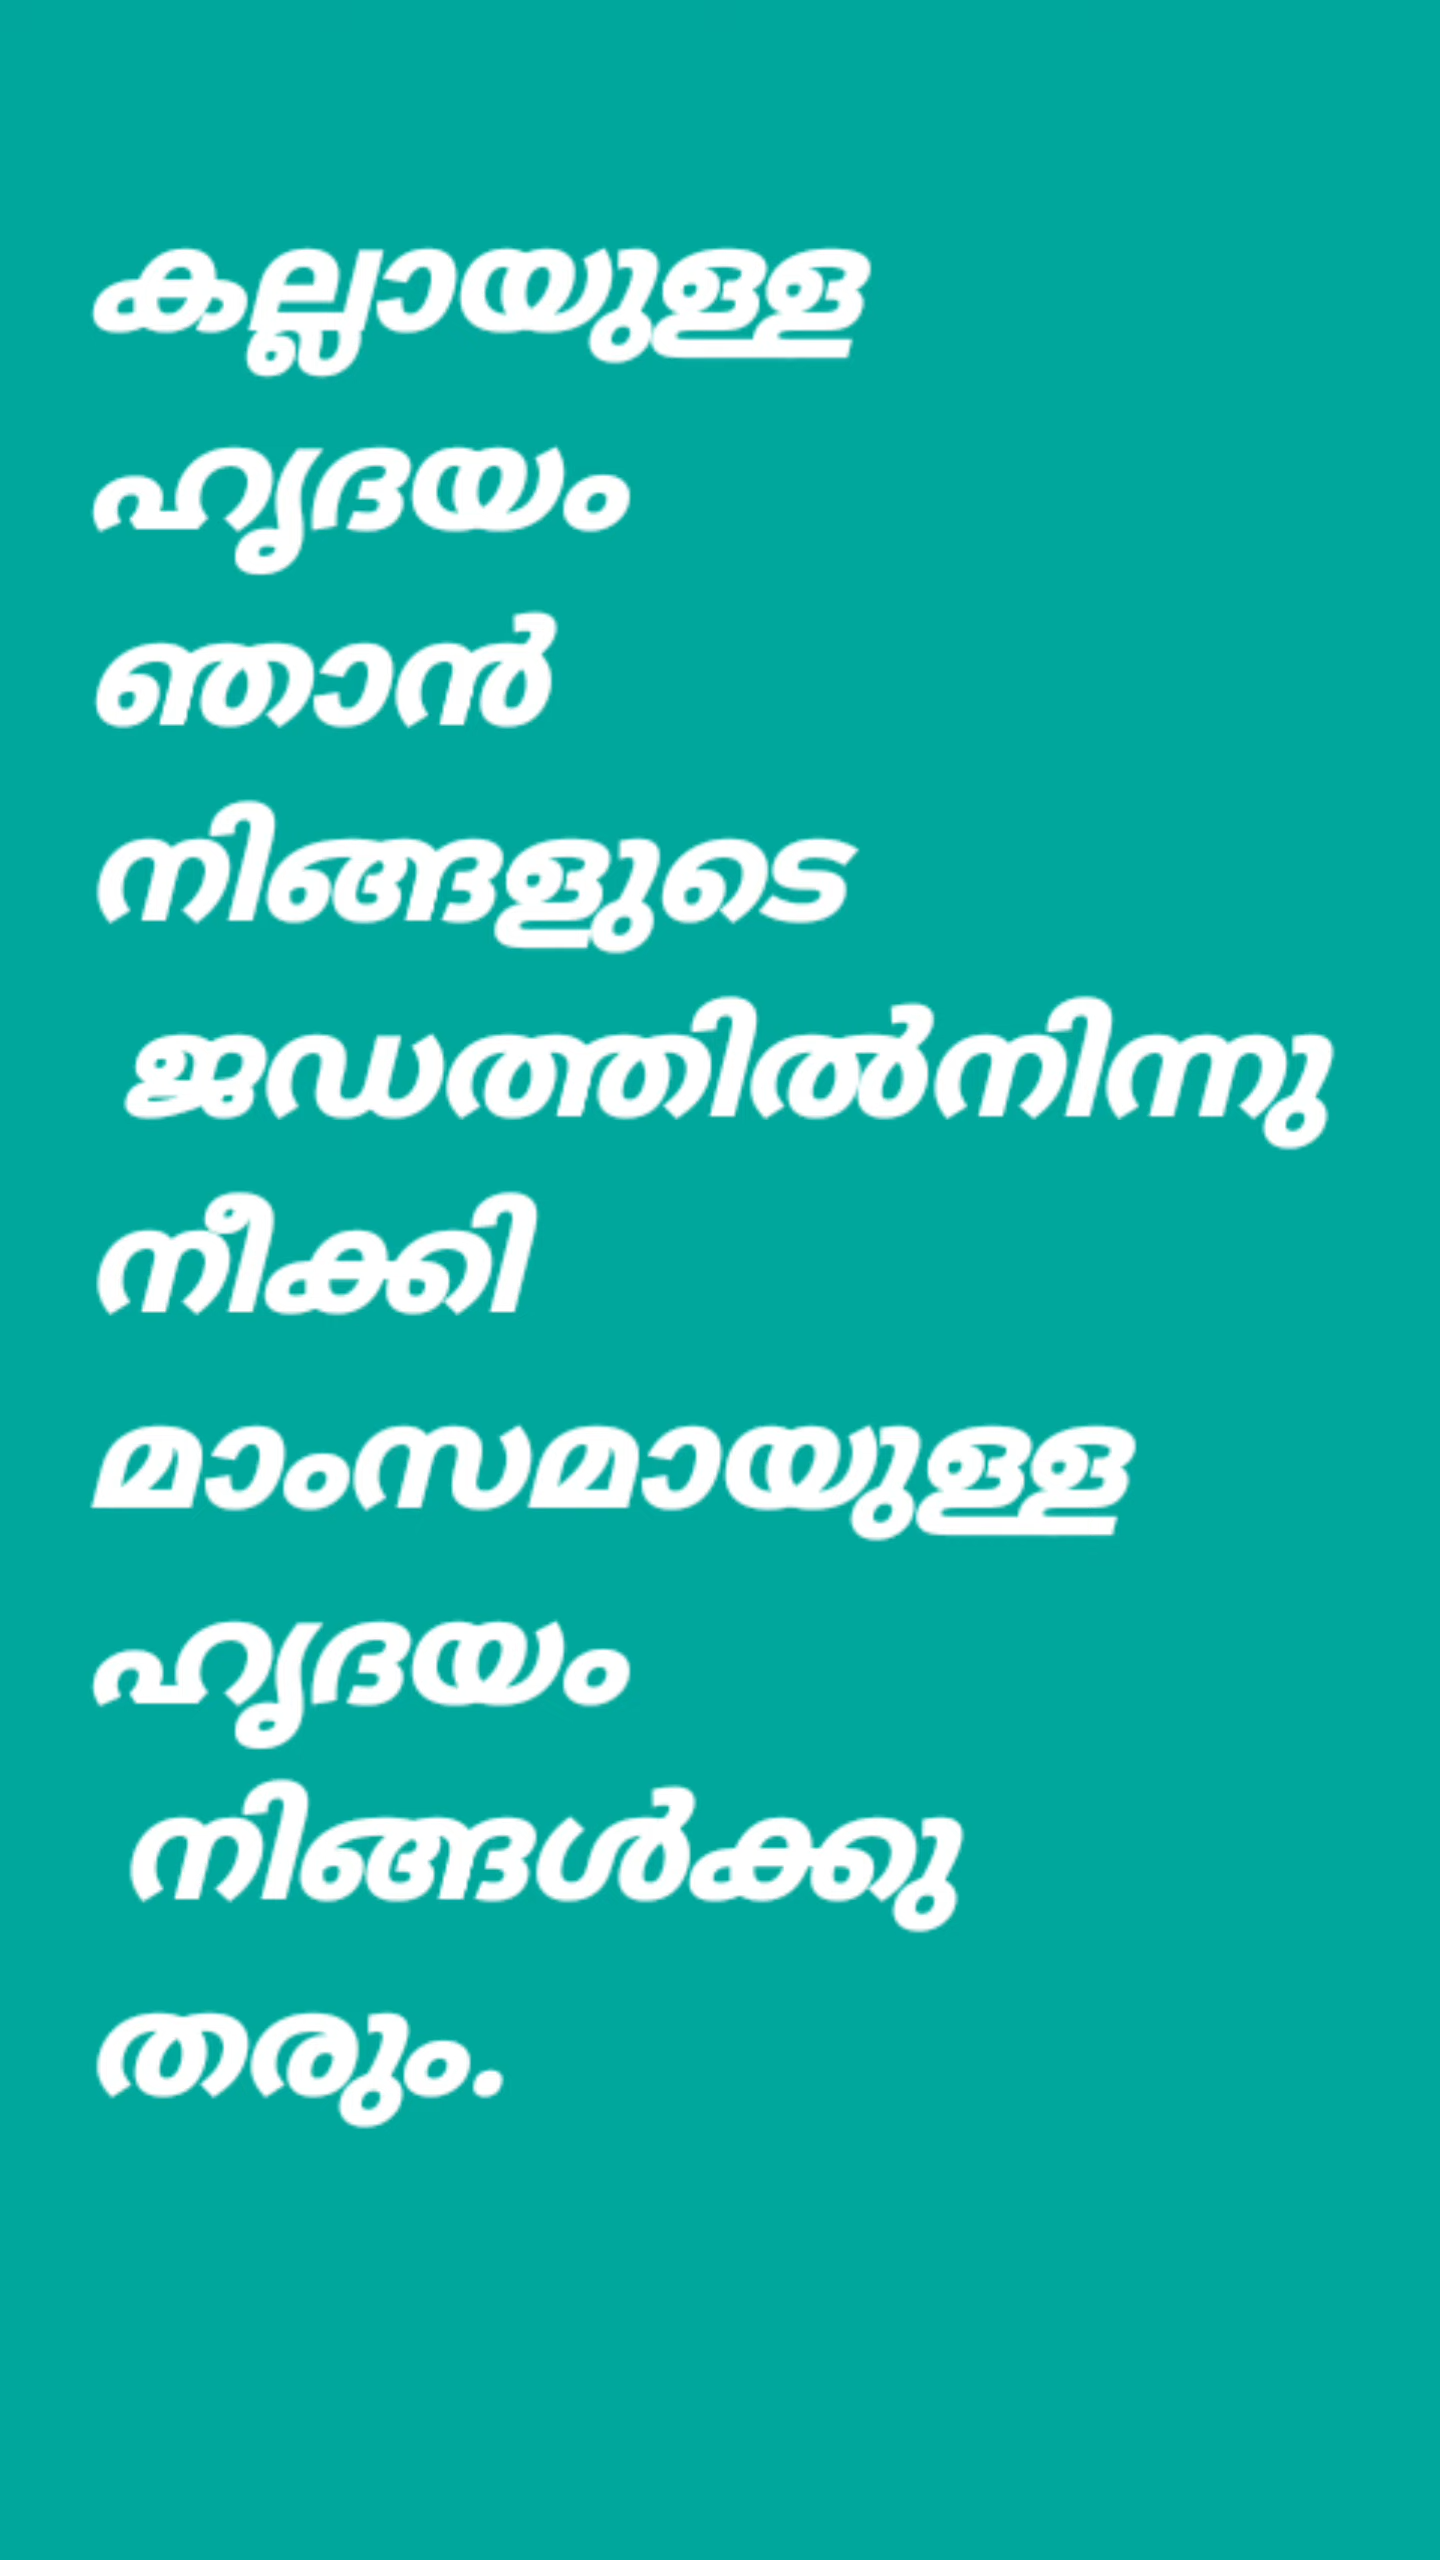 കല്ലായുള്ള
ഹൃദയം
ഞാൻ
നിങ്ങളുടെ
ജഡത്തിൽനിന്നു
നീക്കി
മാംസമായുള്ള
ഹൃദയം
നിങ്ങൾക്കു
തരും.